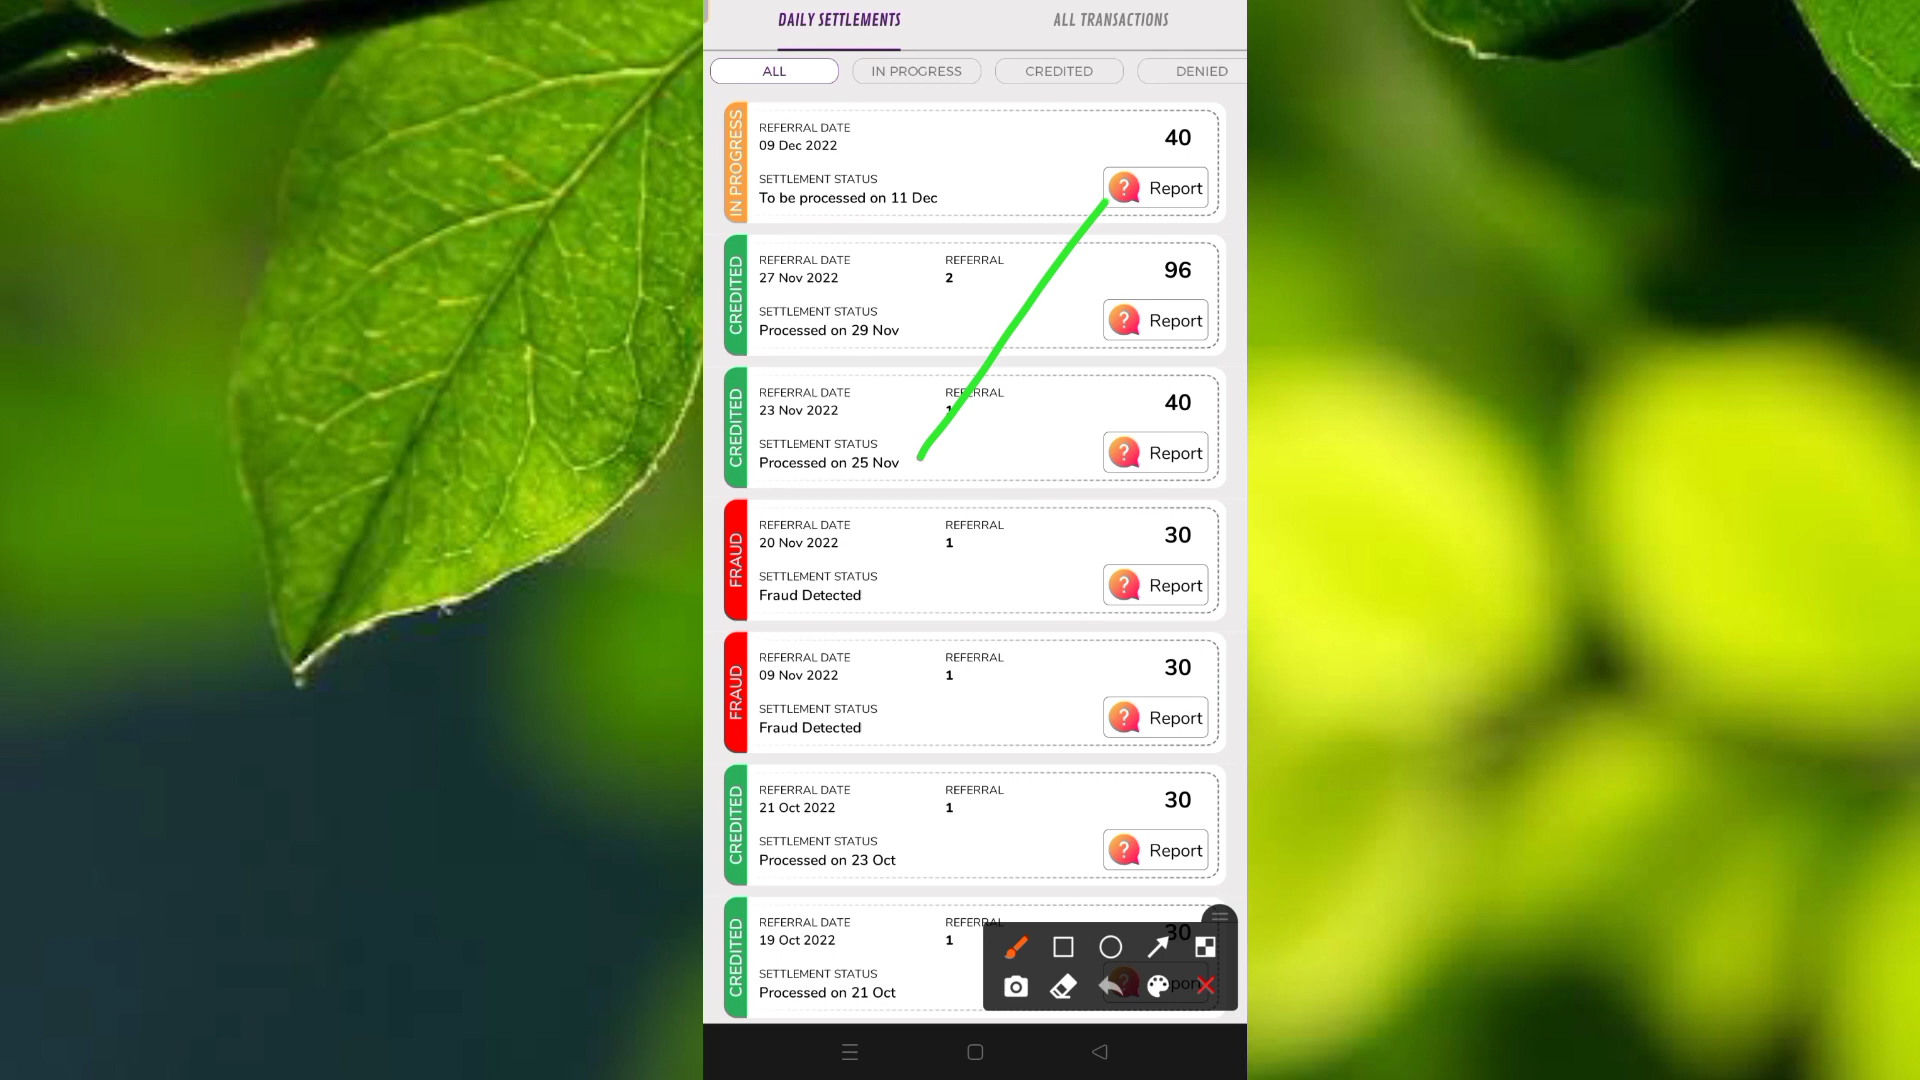 DAILY SETTLEMENTS ALL TRANSACTIONS
ALL IN PROGRESS CREDITED DENIED
IN PROGRESS
REFERRAL DATE
09 Dec 2022
40
SETTLEMENT STATUS
To be processed on 11 Dec
Report
CREDITED
REFERRAL DATE REFERRAL
27 Nov 2022 2
96
SETTLEMENT STATUS
Processed on 29 Nov
Report
CREDITED
REFERRAL DATE REFERRAL
23 Nov 2022 1
40
SETTLEMENT STATUS
Processed on 25 Nov
Report
FRAUD
REFERRAL DATE REFERRAL
20 Nov 2022 1
30
SETTLEMENT STATUS
Fraud Detected
Report
FRAUD
REFERRAL DATE REFERRAL
09 Nov 2022 1
30
SETTLEMENT STATUS
Fraud Detected
Report
CREDITED
REFERRAL DATE REFERRAL
21 Oct 2022 1
30
SETTLEMENT STATUS
Processed on 23 Oct
Report
CREDITED
REFERRAL DATE REFERRAL
19 Oct 2022 1
30
SETTLEMENT STATUS
Processed on 21 Oct